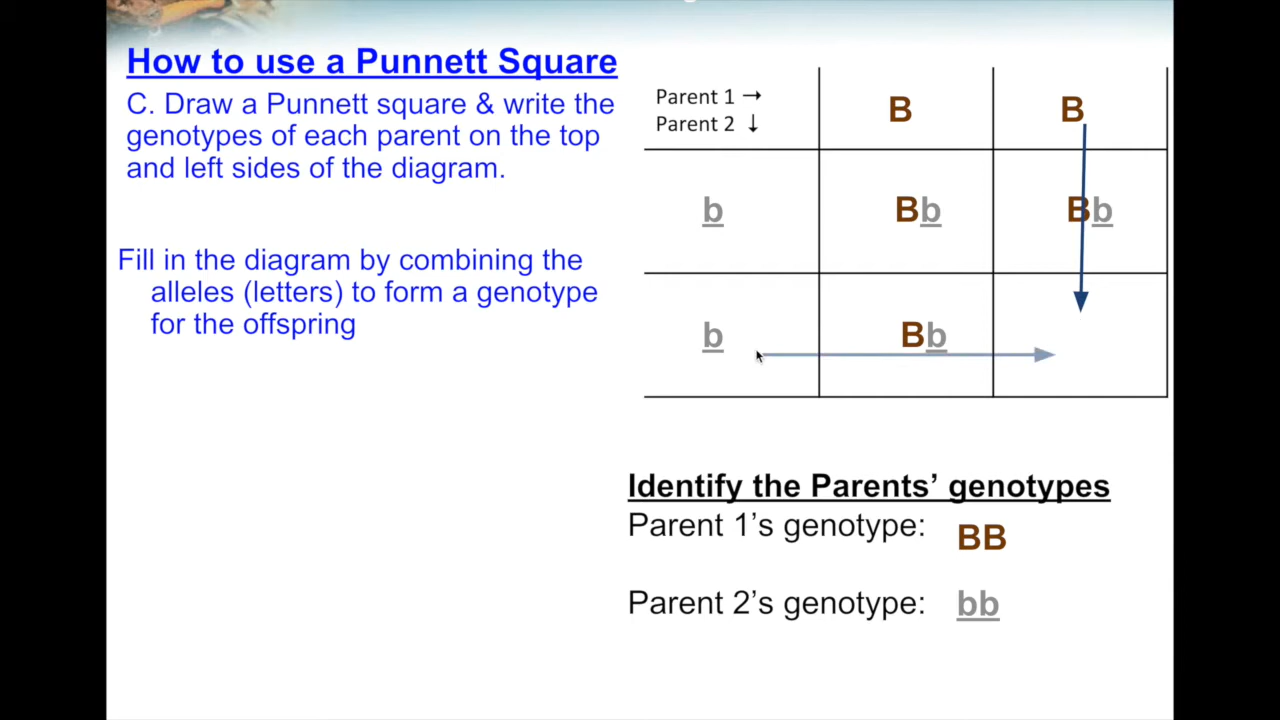 How to use a Punnett Square
C. Draw a Punnett square & write the
genotypes of each parent on the top
and left sides of the diagram.
Fill in the diagram by combining the
alleles (letters) to form a genotype
for the offspring
Parent 1 → B B
Parent 2 ↓
b Bb Bb
b Bb
Identify the Parents’ genotypes
Parent 1’s genotype: BB
Parent 2’s genotype: bb